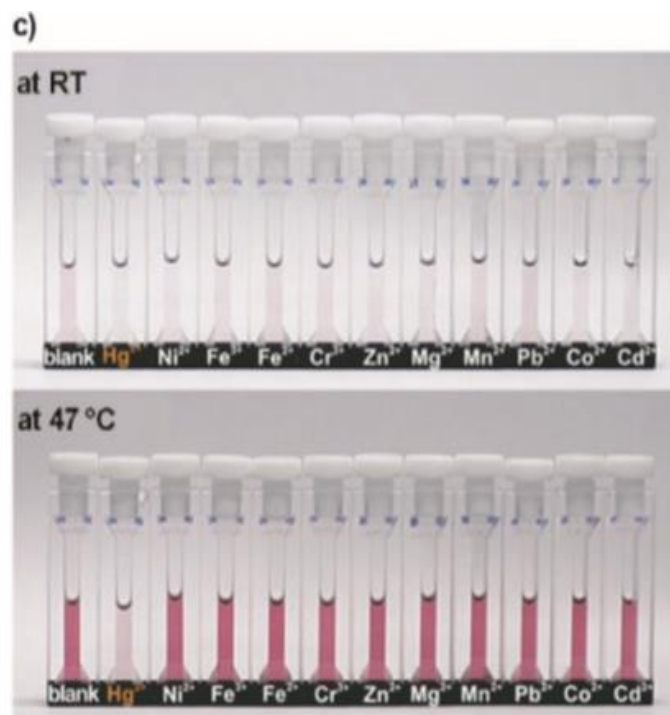 c)
at RT
blank Hg²⁺ Ni²⁺ Fe³⁺ Fe²⁺ Cr³⁺ Zn²⁺ Mg²⁺ Mn²⁺ Pb²⁺ Co²⁺ Cd²⁺
at 47 °C
blank Hg²⁺ Ni²⁺ Fe³⁺ Fe²⁺ Cr³⁺ Zn²⁺ Mg²⁺ Mn²⁺ Pb²⁺ Co²⁺ Cd²⁺